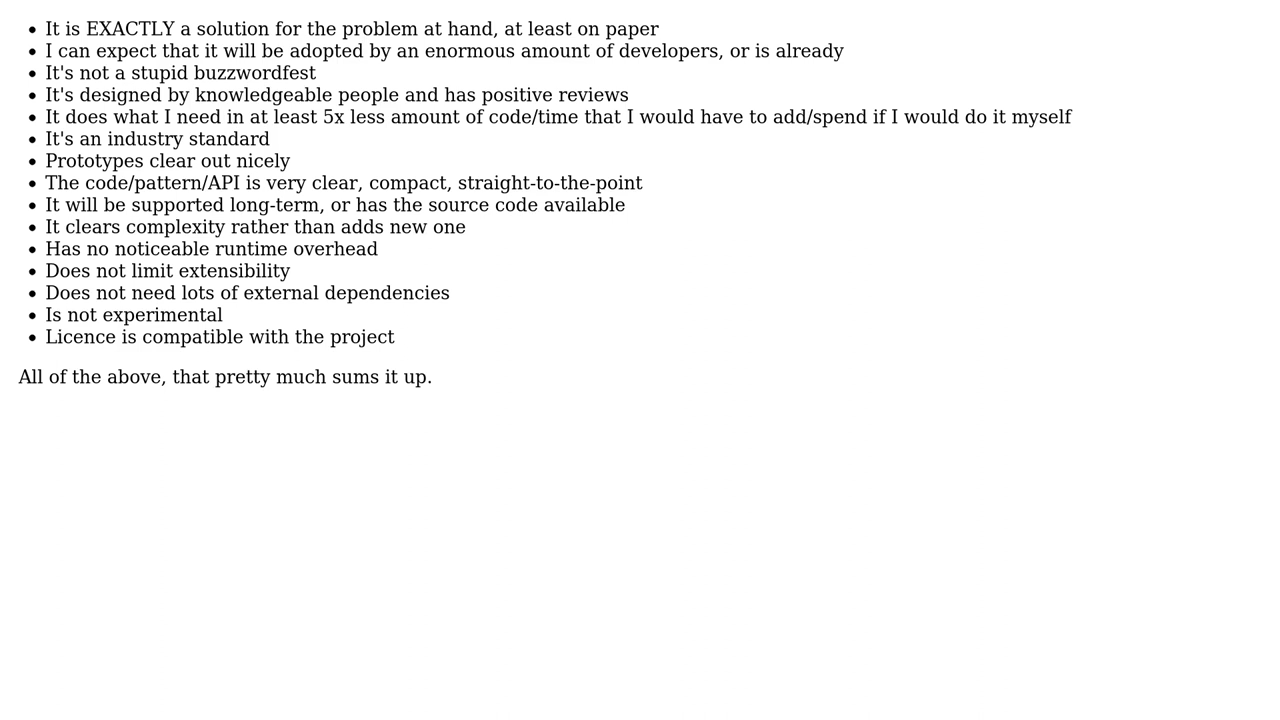 • It is EXACTLY a solution for the problem at hand, at least on paper
• I can expect that it will be adopted by an enormous amount of developers, or is already
• It's not a stupid buzzwordfest
• It's designed by knowledgeable people and has positive reviews
• It does what I need in at least 5x less amount of code/time that I would have to add/spend if I would do it myself
• It's an industry standard
• Prototypes clear out nicely
• The code/pattern/API is very clear, compact, straight-to-the-point
• It will be supported long-term, or has the source code available
• It clears complexity rather than adds new one
• Has no noticeable runtime overhead
• Does not limit extensibility
• Does not need lots of external dependencies
• Is not experimental
• Licence is compatible with the project
All of the above, that pretty much sums it up.